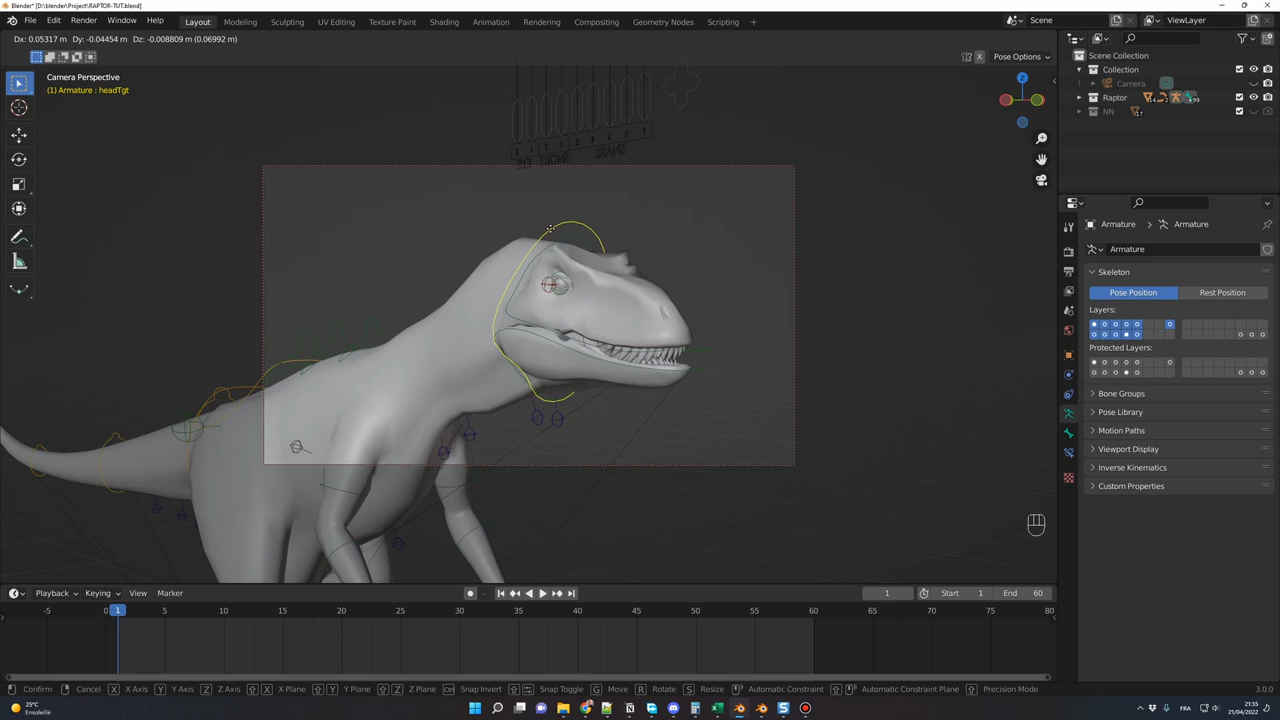 Blender* [D:\blender\Project\RAPTOR-TUT.blend]
File Edit Render Window Help Layout Modeling Sculpting UV Editing Texture Paint Shading Animation Rendering Compositing Geometry Nodes Scripting + Scene ViewLayer
Dx: 0.05317 m Dy: -0.04454 m Dz: -0.008809 m (0.06992 m)
X Pose Options
Camera Perspective
(1) Armature : headTgt
Z
Scene Collection
Collection
Camera
Raptor 14 2 99
NN 17
Armature > Armature
Armature
Skeleton
Pose Position Rest Position
Layers:
Protected Layers:
Bone Groups
Pose Library
Motion Paths
Viewport Display
Inverse Kinematics
Custom Properties
Playback Keying View Marker 1 Start 1 End 60
-5 0 1 5 10 15 20 25 30 35 40 45 50 55 60 65 70 75 80
Confirm Cancel X X Axis Y Y Axis Z Z Axis X X Plane Y Y Plane Z Z Plane Ctrl Snap Invert Snap Toggle G Move R Rotate S Resize Automatic Constraint Automatic Constraint Plane Precision Mode 3.0.0
25°C
Ensoleillé
FRA
21:35
21/04/2022